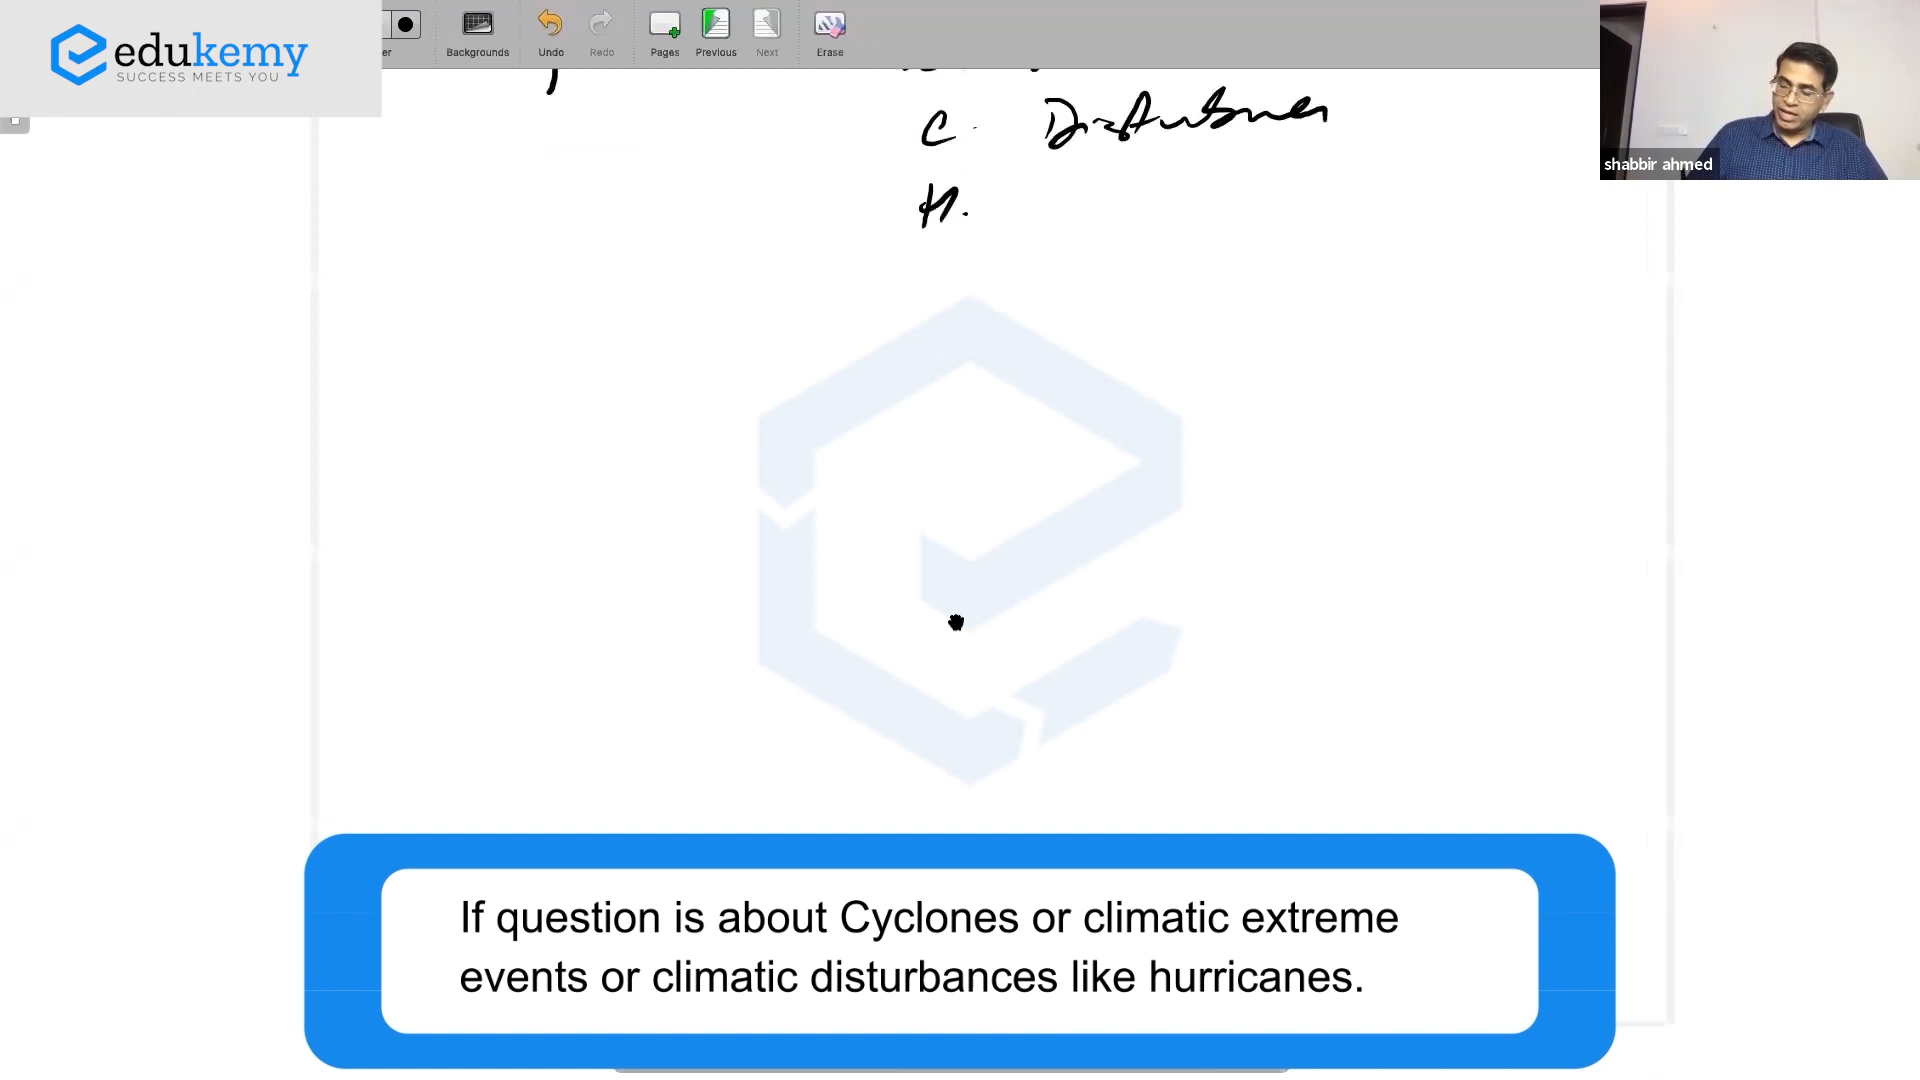 edukemy
SUCCESS MEETS YOU
er
Backgrounds
Undo
Redo
Pages
Previous
Next
Erase
shabbir ahmed
C.
H.
If question is about Cyclones or climatic extreme
events or climatic disturbances like hurricanes.